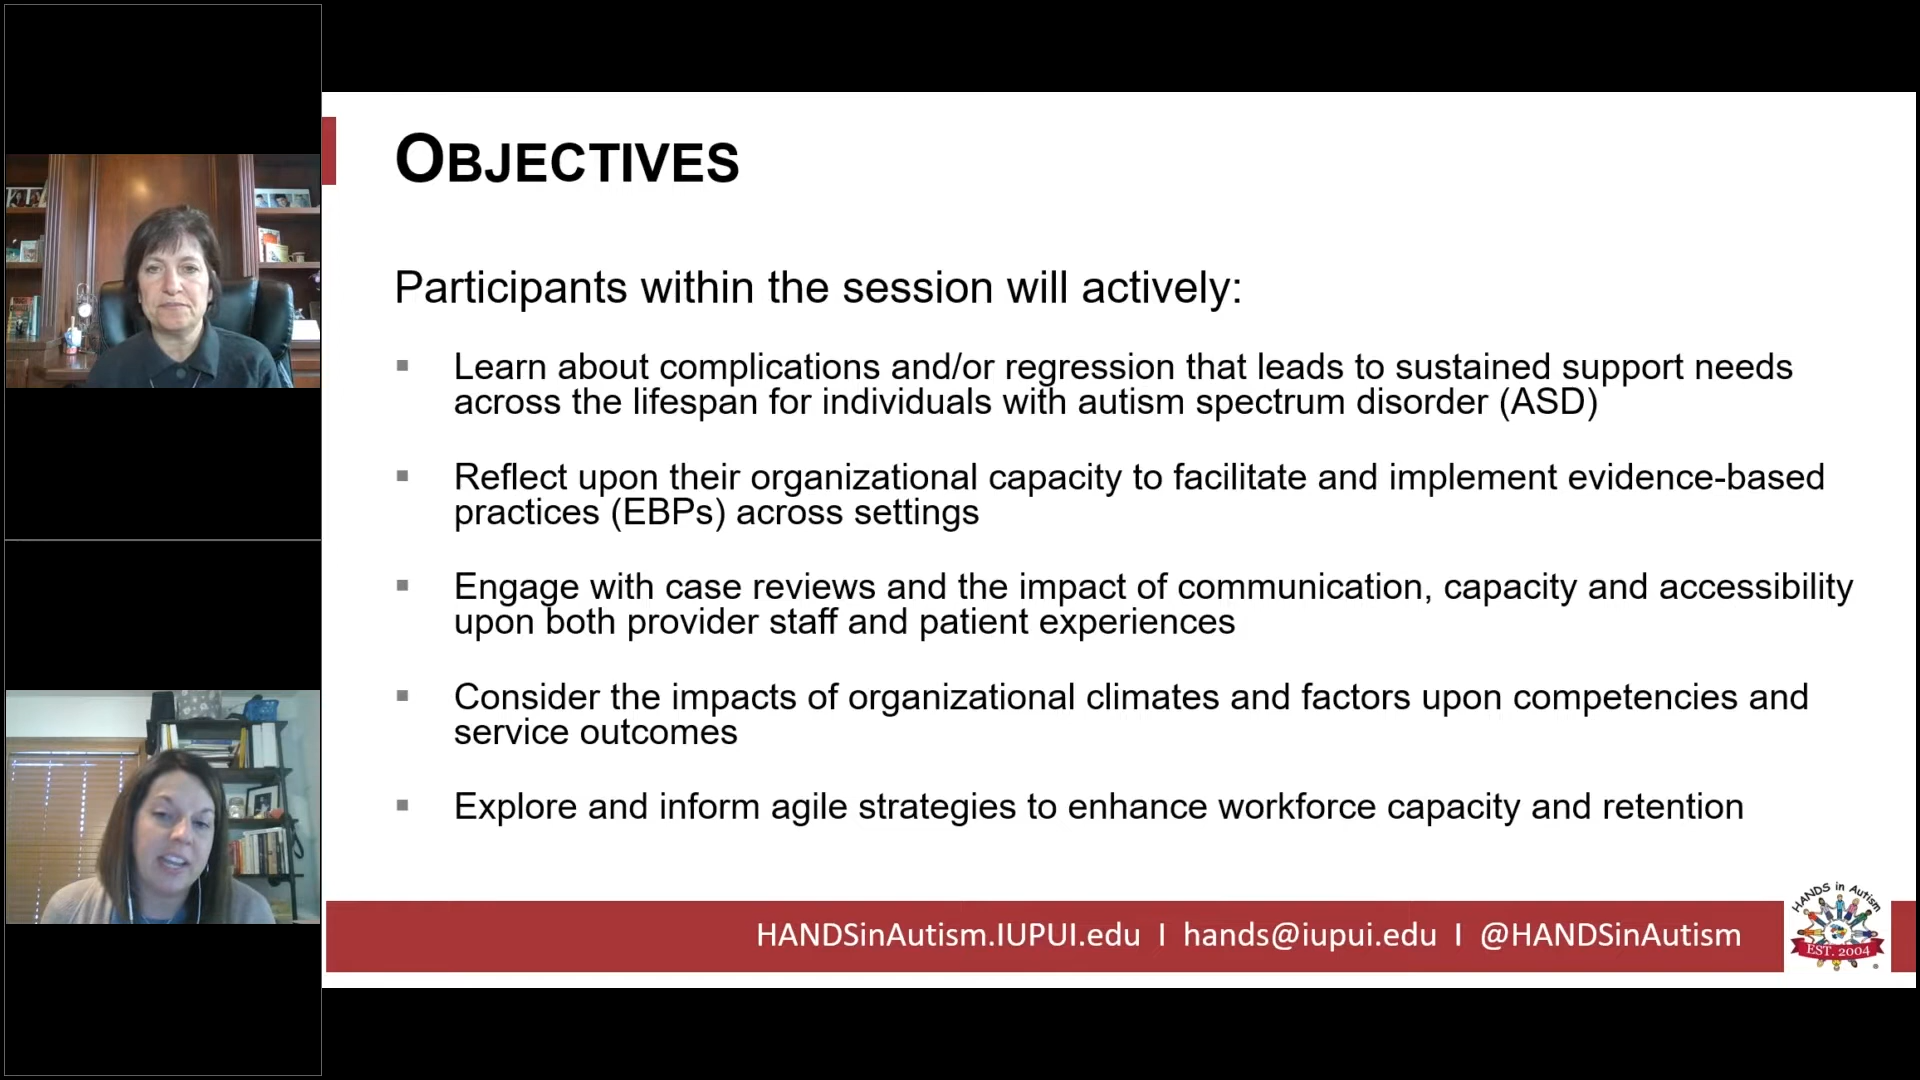 OBJECTIVES
Participants within the session will actively:
Learn about complications and/or regression that leads to sustained support needs
across the lifespan for individuals with autism spectrum disorder (ASD)
Reflect upon their organizational capacity to facilitate and implement evidence-based
practices (EBPs) across settings
Engage with case reviews and the impact of communication, capacity and accessibility
upon both provider staff and patient experiences
Consider the impacts of organizational climates and factors upon competencies and
service outcomes
Explore and inform agile strategies to enhance workforce capacity and retention
HANDSinAutism.IUPUI.edu I hands@iupui.edu I @HANDSinAutism
HANDS in Autism
EST. 2004
®